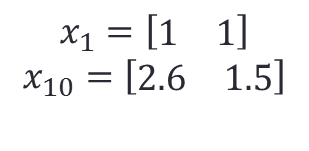 x₁ = [1 1]
x₁₀ = [2.6 1.5]